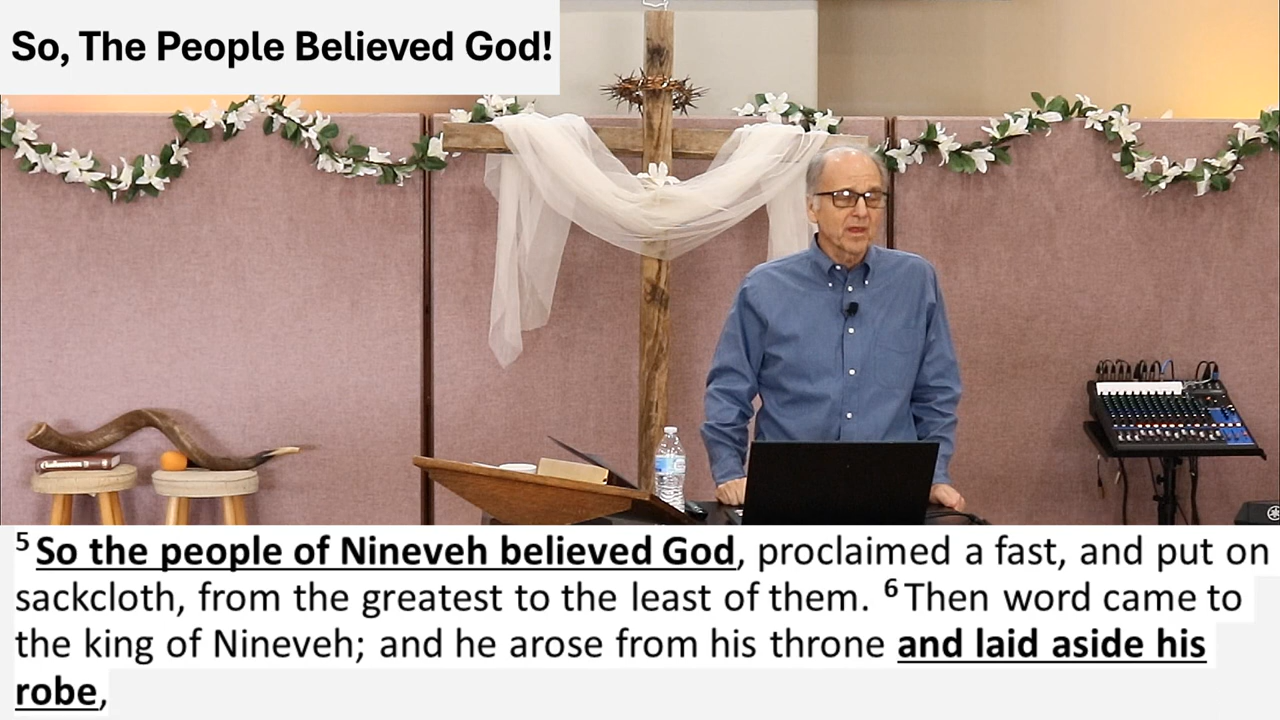 So, The People Believed God!
5 So the people of Nineveh believed God, proclaimed a fast, and put on
sackcloth, from the greatest to the least of them. 6 Then word came to
the king of Nineveh; and he arose from his throne and laid aside his
robe,